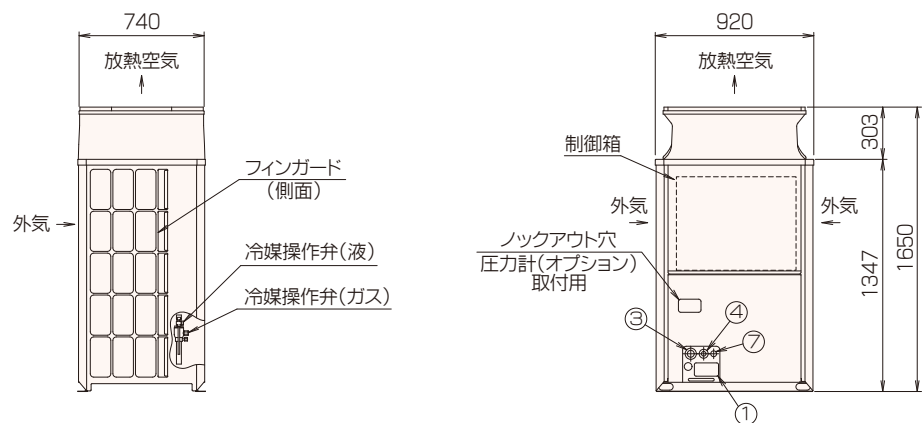 740
放熱空気
フィンガード
(側面)
外気
冷媒操作弁(液)
冷媒操作弁(ガス)
920
放熱空気
制御箱
外気
外気
ノックアウト穴
圧力計(オプション)
取付用
③
④
⑦
①
303
1347
1650